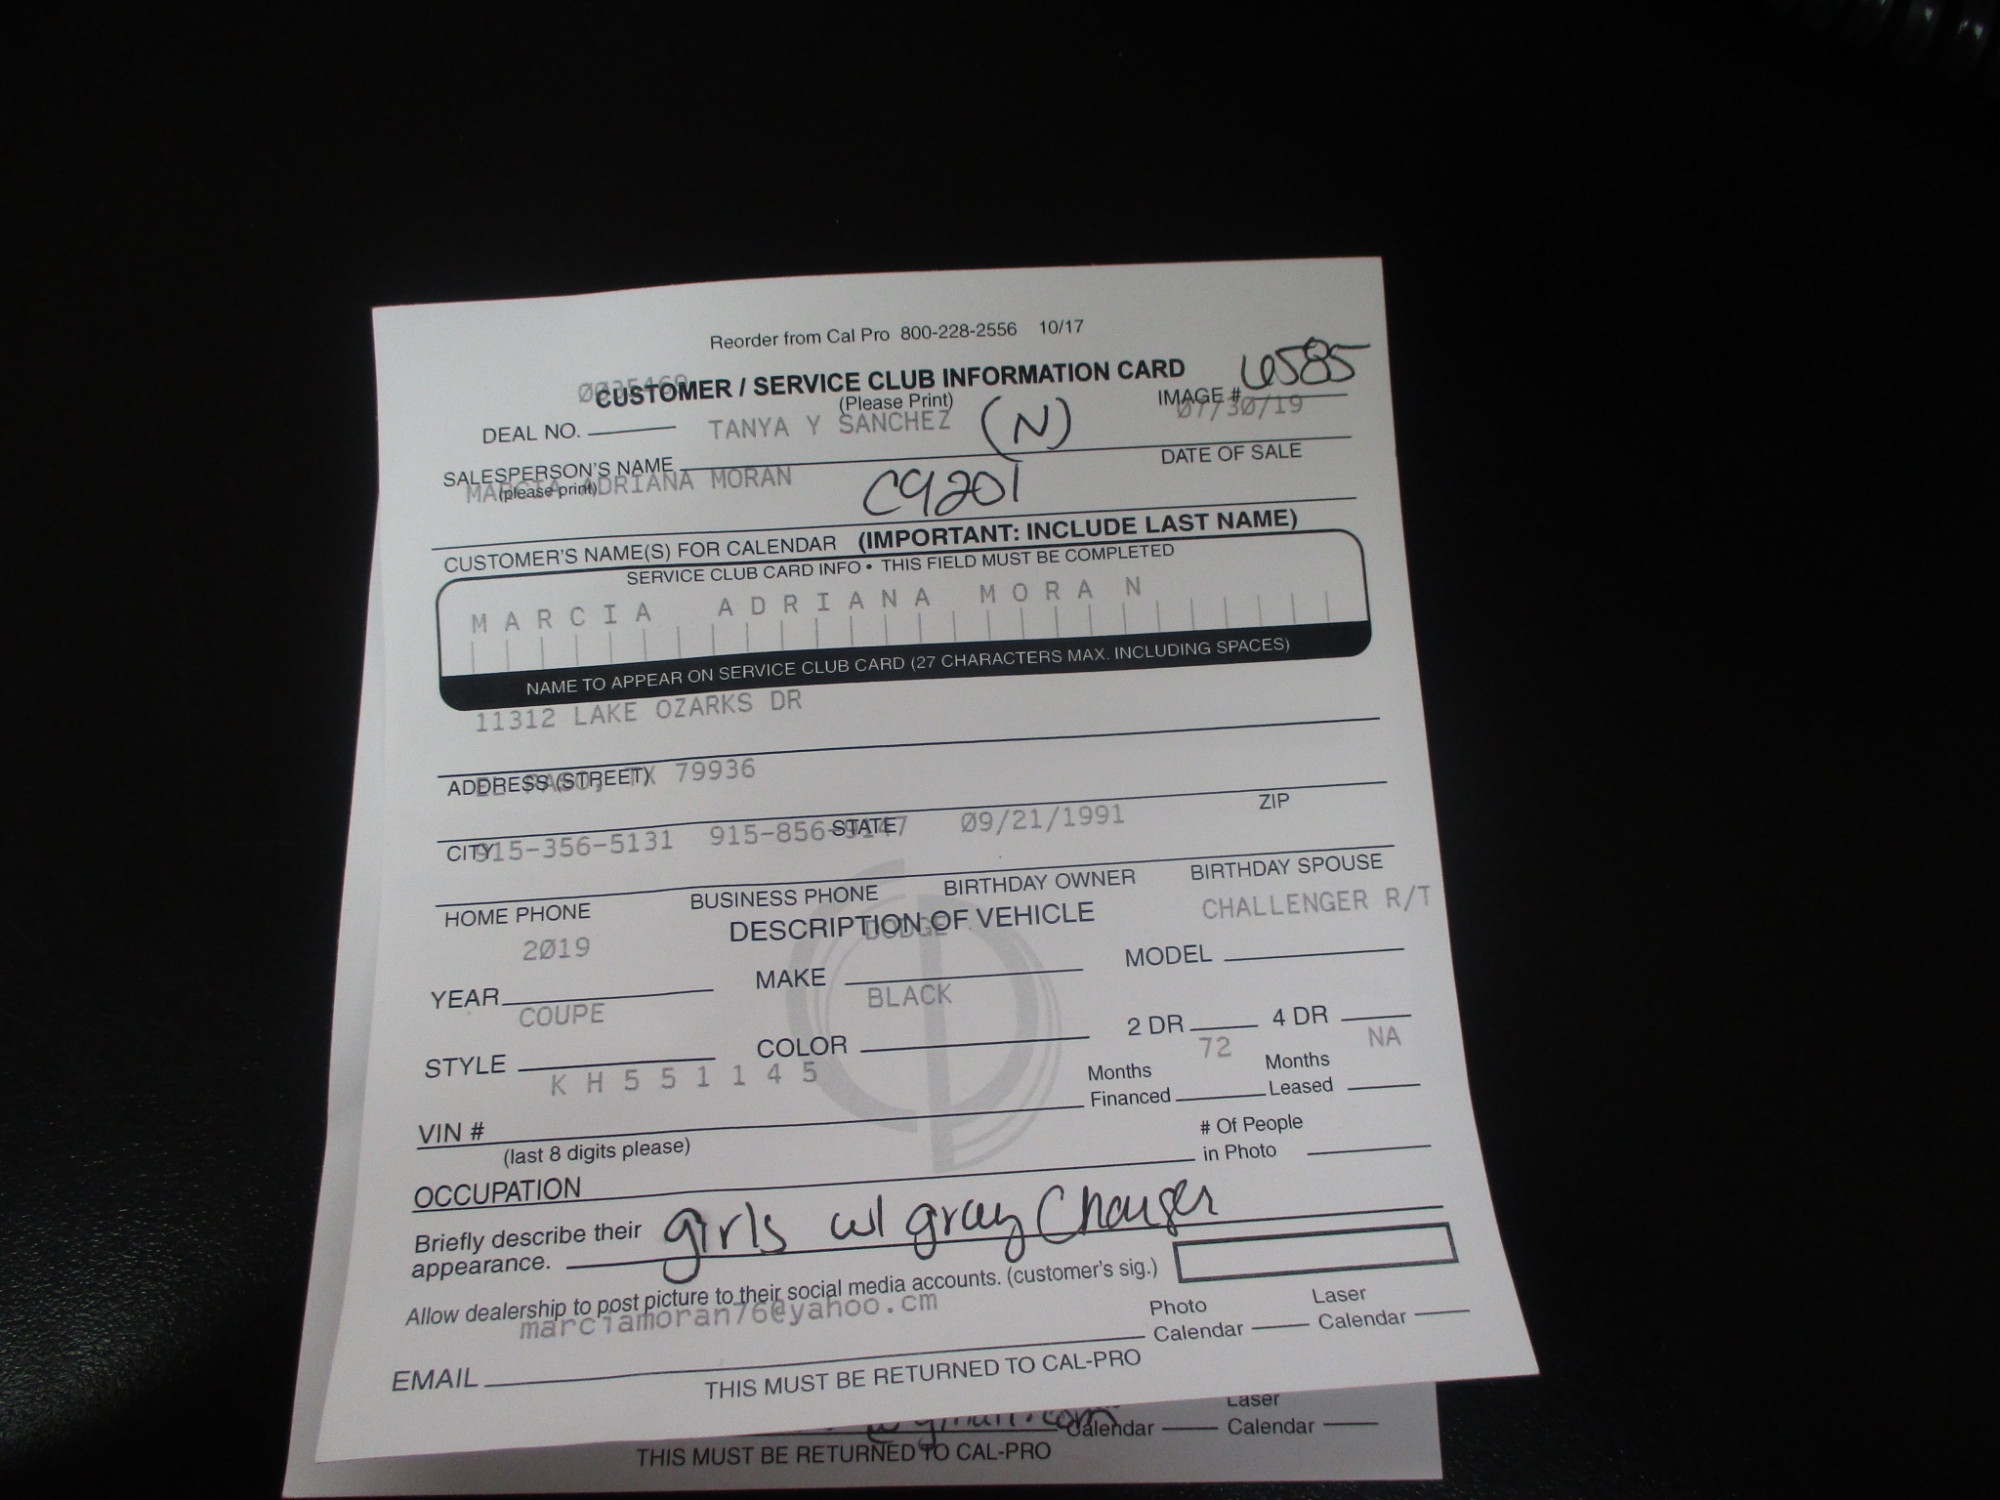 Reorder from Cal Pro 800-228-2556 10/17
CUSTOMER / SERVICE CLUB INFORMATION CARD
(Please Print)
IMAGE # 6585
07/30/19
DEAL NO. TANYA Y SANCHEZ (N)
SALESPERSON'S NAME DATE OF SALE
(please print)
MARCIA ADRIANA MORAN C9201
CUSTOMER'S NAME(S) FOR CALENDAR (IMPORTANT: INCLUDE LAST NAME)
SERVICE CLUB CARD INFO • THIS FIELD MUST BE COMPLETED
MARCIA ADRIANA MORAN
NAME TO APPEAR ON SERVICE CLUB CARD (27 CHARACTERS MAX. INCLUDING SPACES)
11312 LAKE OZARKS DR
ADDRESS (STREET)
EL PASO, TX 79936
CITY STATE ZIP
915-356-5131 09/21/1991
HOME PHONE BUSINESS PHONE BIRTHDAY OWNER BIRTHDAY SPOUSE
DESCRIPTION OF VEHICLE
2019 DODGE CHALLENGER R/T
YEAR MAKE MODEL
COUPE BLACK
STYLE COLOR 2 DR 4 DR
72 NA
KH551145 Months Financed Months Leased
VIN #
(last 8 digits please)
# Of People in Photo
OCCUPATION
Briefly describe their appearance. girls w/ gray Charger
Allow dealership to post picture to their social media accounts. (customer's sig.)
marciamoran76@yahoo.cm
Photo Calendar Laser Calendar
EMAIL
THIS MUST BE RETURNED TO CAL-PRO
Laser
Calendar Calendar
THIS MUST BE RETURNED TO CAL-PRO